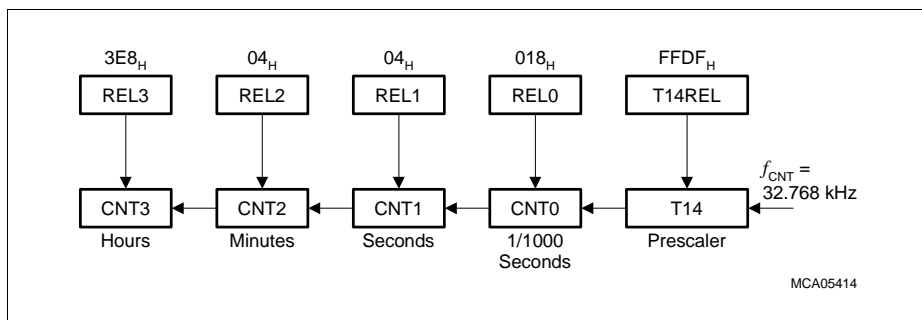 3E8H 04H 04H 018H FFDFH
REL3 REL2 REL1 REL0 T14REL
fCNT =
32.768 kHz
CNT3 CNT2 CNT1 CNT0 T14
Hours Minutes Seconds 1/1000 Prescaler
Seconds
MCA05414